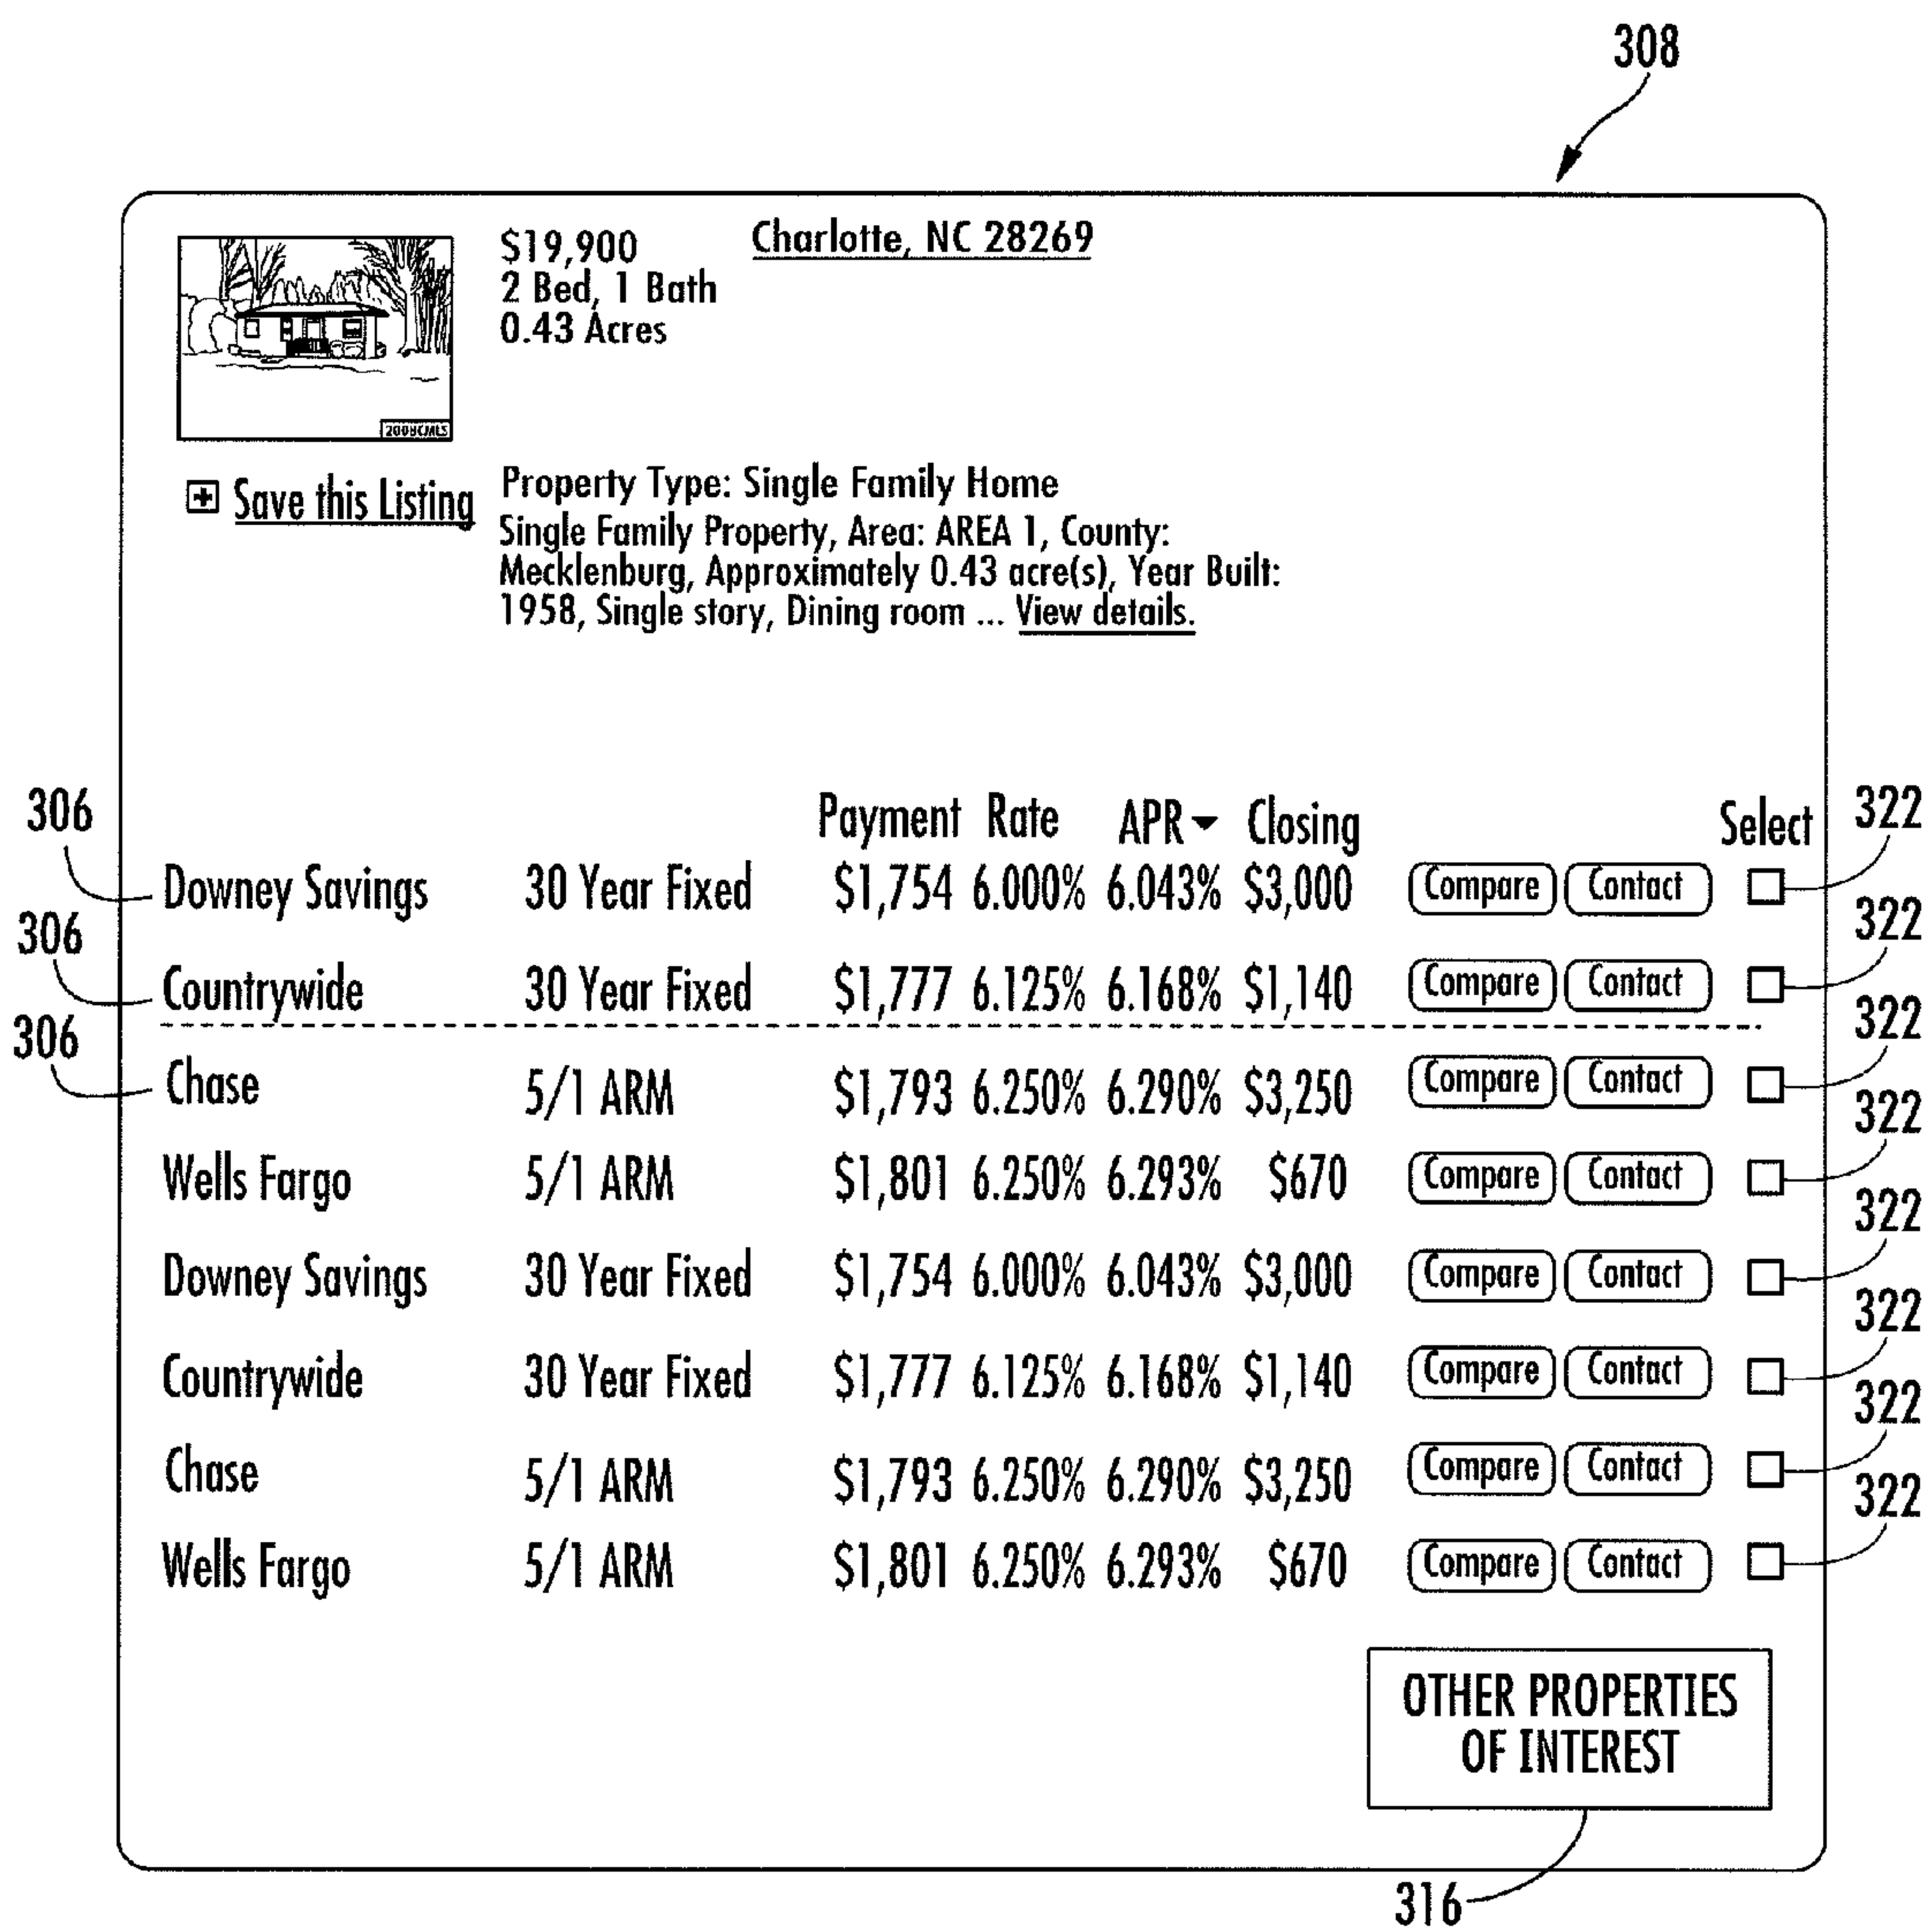 308
$19,900
Charlotte, NC 28269
2 Bed, 1 Bath
0.43 Acres
Save this Listing
Property Type: Single Family Home
Single Family Property, Area: AREA 1, County:
Mecklenburg, Approximately 0.43 acre(s), Year Built:
1958, Single story, Dining room ... View details.
Payment Rate APR Closing Select
306 322
Downey Savings 30 Year Fixed $1,754 6.000% 6.043% $3,000 Compare Contact
306 322
Countrywide 30 Year Fixed $1,777 6.125% 6.168% $1,140 Compare Contact
306 322
Chase 5/1 ARM $1,793 6.250% 6.290% $3,250 Compare Contact
322
Wells Fargo 5/1 ARM $1,801 6.250% 6.293% $670 Compare Contact
322
Downey Savings 30 Year Fixed $1,754 6.000% 6.043% $3,000 Compare Contact
322
Countrywide 30 Year Fixed $1,777 6.125% 6.168% $1,140 Compare Contact
322
Chase 5/1 ARM $1,793 6.250% 6.290% $3,250 Compare Contact
322
Wells Fargo 5/1 ARM $1,801 6.250% 6.293% $670 Compare Contact
OTHER PROPERTIES
OF INTEREST
316